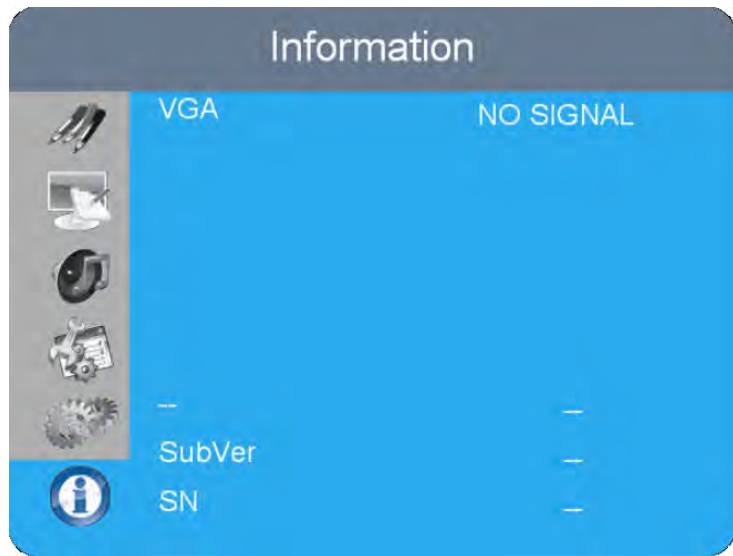 Information
VGA NO SIGNAL
-- --
SubVer --
SN --